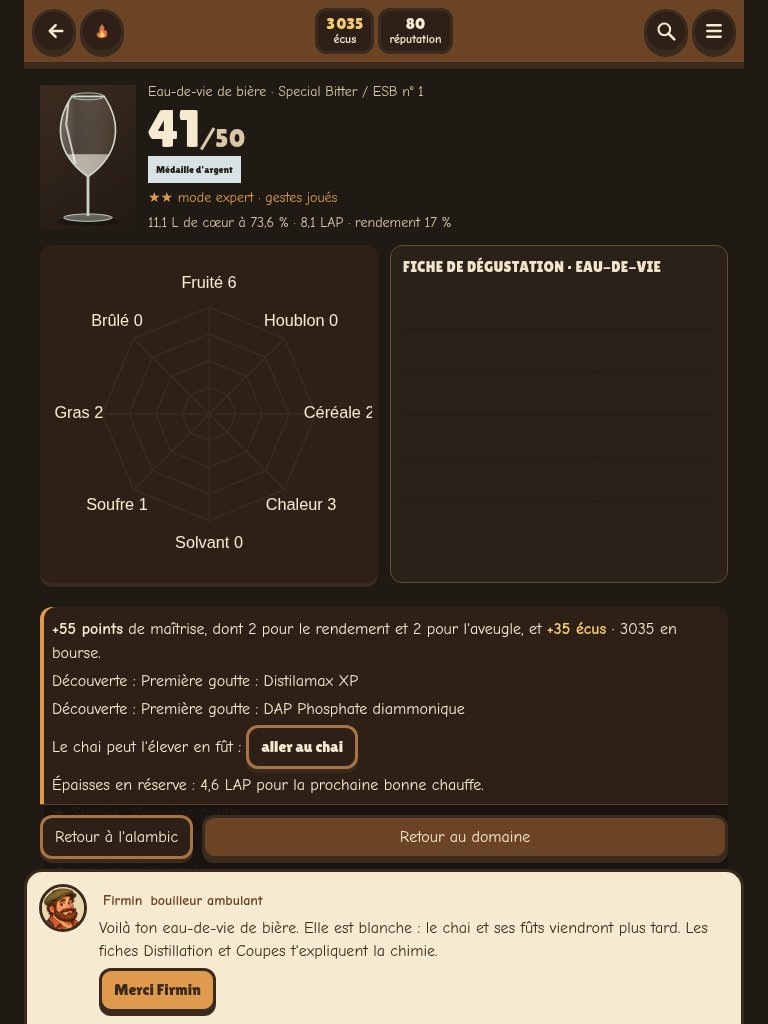 3 035
écus
80
réputation
Eau-de-vie de bière · Special Bitter / ESB n° 1
41/50
Médaille d'argent
★★ mode expert · gestes joués
11,1 L de cœur à 73,6 % · 8,1 LAP · rendement 17 %
Fruité 6
Brûlé 0
Houblon 0
Gras 2
Céréale 2
Soufre 1
Chaleur 3
Solvant 0
FICHE DE DÉGUSTATION · EAU-DE-VIE
+55 points de maîtrise, dont 2 pour le rendement et 2 pour l'aveugle, et +35 écus · 3035 en
bourse.
Découverte : Première goutte : Distilamax XP
Découverte : Première goutte : DAP Phosphate diammonique
Le chai peut l'élever en fût : aller au chai
Épaisses en réserve : 4,6 LAP pour la prochaine bonne chauffe.
★ Succès : Première goutte
Retour à l'alambic
Retour au domaine
Firmin bouilleur ambulant
Voilà ton eau-de-vie de bière. Elle est blanche : le chai et ses fûts viendront plus tard. Les
fiches Distillation et Coupes t'expliquent la chimie.
Merci Firmin